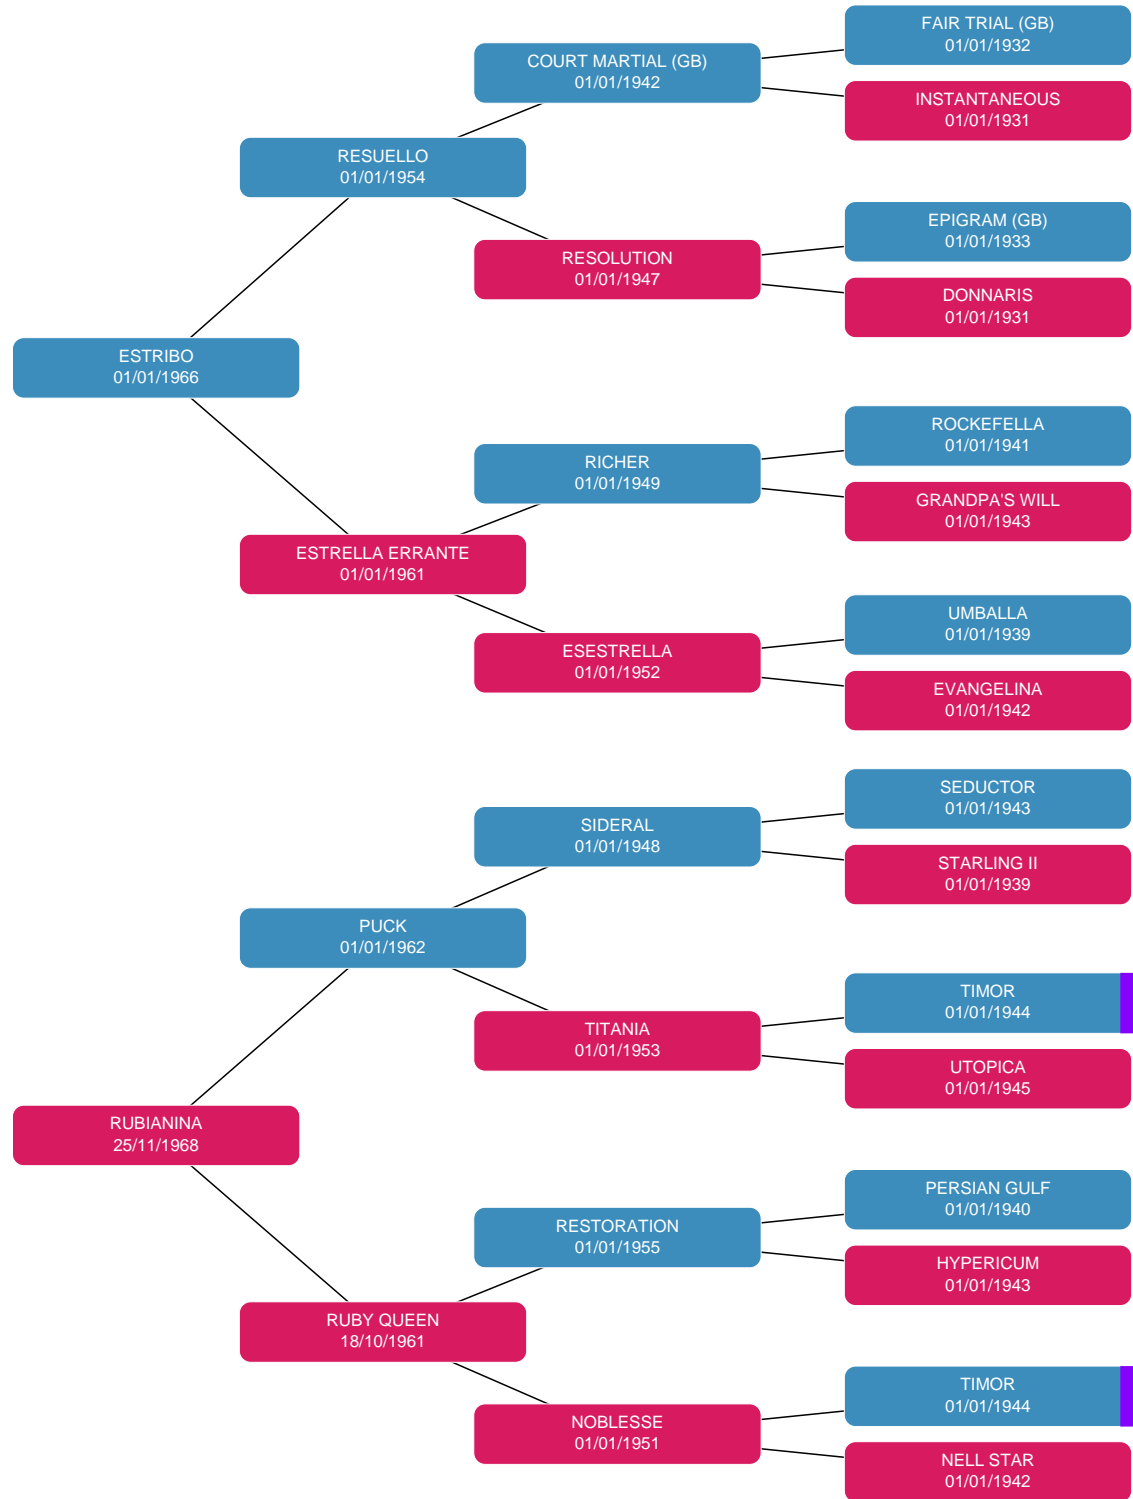 FAIR TRIAL (GB)
01/01/1932
COURT MARTIAL (GB)
01/01/1942
INSTANTANEOUS
01/01/1931
RESUELLO
01/01/1954
EPIGRAM (GB)
01/01/1933
RESOLUTION
01/01/1947
DONNARIS
01/01/1931
ESTRIBO
01/01/1966
ROCKEFELLA
01/01/1941
RICHER
01/01/1949
GRANDPA'S WILL
01/01/1943
ESTRELLA ERRANTE
01/01/1961
UMBALLA
01/01/1939
ESESTRELLA
01/01/1952
EVANGELINA
01/01/1942
SEDUCTOR
01/01/1943
SIDERAL
01/01/1948
STARLING II
01/01/1939
PUCK
01/01/1962
TIMOR
01/01/1944
TITANIA
01/01/1953
UTOPICA
01/01/1945
RUBIANINA
25/11/1968
PERSIAN GULF
01/01/1940
RESTORATION
01/01/1955
HYPERICUM
01/01/1943
RUBY QUEEN
18/10/1961
TIMOR
01/01/1944
NOBLESSE
01/01/1951
NELL STAR
01/01/1942